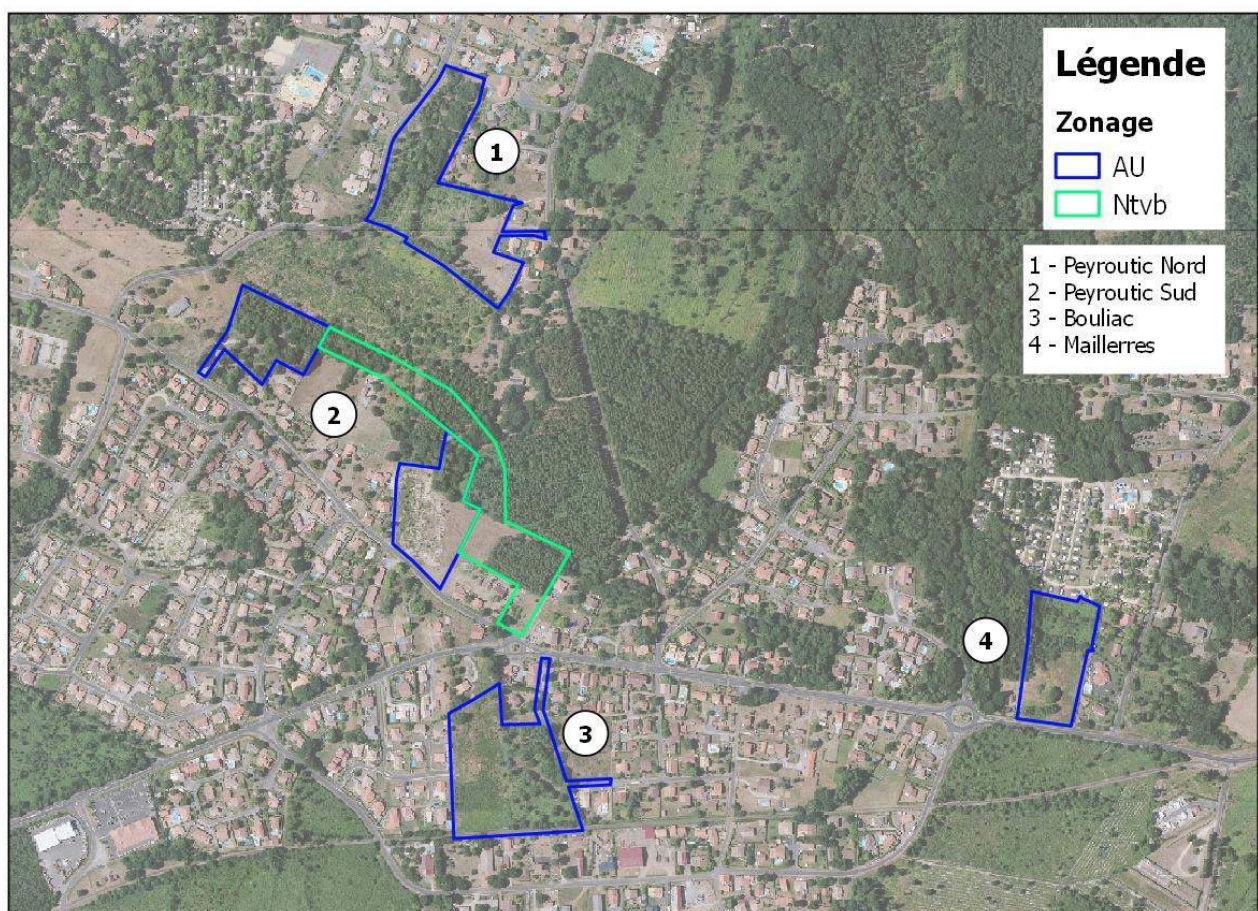 Légende
Zonage
AU
Ntvb
1 - Peyroutic Nord
2 - Peyroutic Sud
3 - Bouliac
4 - Maillerres
1
2
3
4